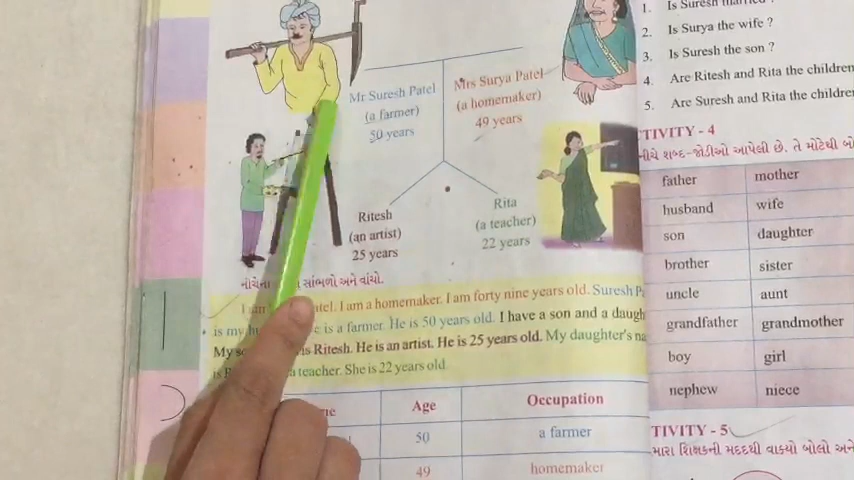 1. Is Suresh married ?
2. Is Surya the wife ?
3. Is Suresh the son ?
4. Are Ritesh and Rita the children
5. Are Suresh and Rita the children
Mr Suresh Patel
(a farmer)
50 years
Mrs Surya Patel
(a homemaker)
49 years
Ritesh
(an artist)
25 years
Rita
(a teacher)
22 years
સાંભળો અને વાંચો.
I am a homemaker. I am forty nine years old. Suresh
is my is a farmer. He is 50 years old. I have a son and a
My is Ritesh. He is an artist. He is 25 years old. My daughter's
is a teacher. She is 22 years old.
Age Occupation
50 a farmer
49 homemaker
TIVITY - 4
નીચે શબ્દ-જોડીઓ આપેલી છે. તે મોટેથી
father mother
husband wife
son daughter
brother sister
uncle aunt
grandfather grandmother
boy girl
nephew niece
TIVITY - 5
મારા શિક્ષકની મદદથી વાક્યો બોલો